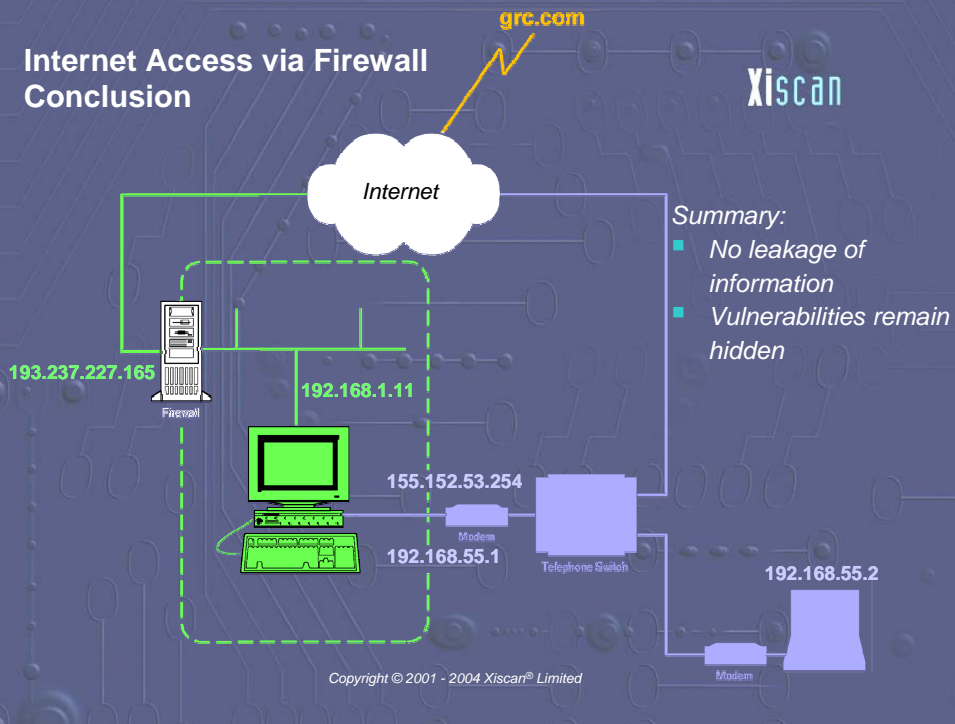 grc.com
Internet Access via Firewall
Conclusion
Xiscan
Internet
Summary:
No leakage of
information
Vulnerabilities remain
hidden
193.237.227.165
Firewall
192.168.1.11
155.152.53.254
Modem
192.168.55.1
Telephone Switch
192.168.55.2
Modem
Copyright © 2001 - 2004 Xiscan® Limited